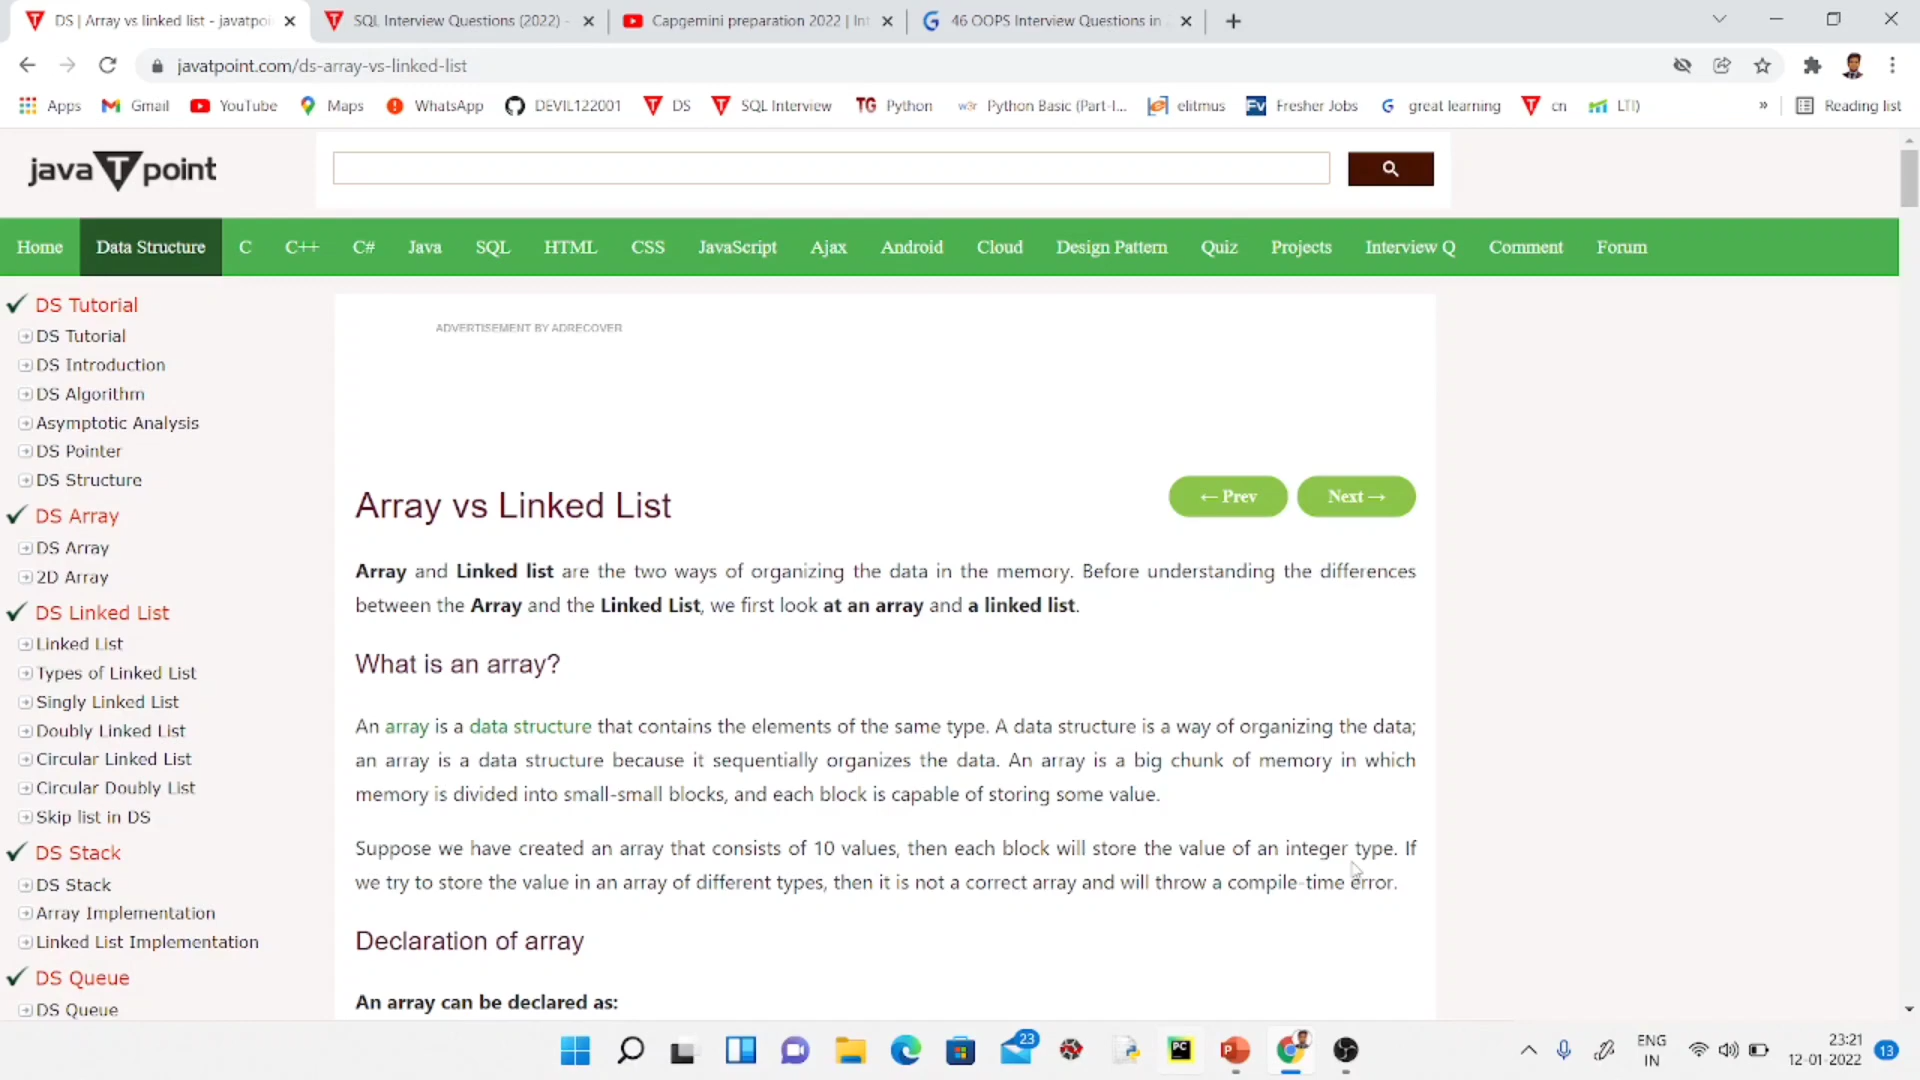 DS | Array vs linked list - javatpoi
SQL Interview Questions (2022) -
Capgemini preparation 2022 | Int
46 OOPS Interview Questions in
javatpoint.com/ds-array-vs-linked-list
Apps Gmail YouTube Maps WhatsApp DEVIL122001 DS SQL Interview TG Python w3r Python Basic (Part-I... elitmus Fv Fresher Jobs G great learning cn LTI) » Reading list
javaTpoint
Home Data Structure C C++ C# Java SQL HTML CSS JavaScript Ajax Android Cloud Design Pattern Quiz Projects Interview Q Comment Forum
DS Tutorial
DS Tutorial
DS Introduction
DS Algorithm
Asymptotic Analysis
DS Pointer
DS Structure
DS Array
DS Array
2D Array
DS Linked List
Linked List
Types of Linked List
Singly Linked List
Doubly Linked List
Circular Linked List
Circular Doubly List
Skip list in DS
DS Stack
DS Stack
Array Implementation
Linked List Implementation
DS Queue
DS Queue
ADVERTISEMENT BY ADRECOVER
← Prev Next →
Array vs Linked List
Array and Linked list are the two ways of organizing the data in the memory. Before understanding the differences
between the Array and the Linked List, we first look at an array and a linked list.
What is an array?
An array is a data structure that contains the elements of the same type. A data structure is a way of organizing the data;
an array is a data structure because it sequentially organizes the data. An array is a big chunk of memory in which
memory is divided into small-small blocks, and each block is capable of storing some value.
Suppose we have created an array that consists of 10 values, then each block will store the value of an integer type. If
we try to store the value in an array of different types, then it is not a correct array and will throw a compile-time error.
Declaration of array
An array can be declared as:
23
PC
P
ENG
IN
23:21
12-01-2022
13